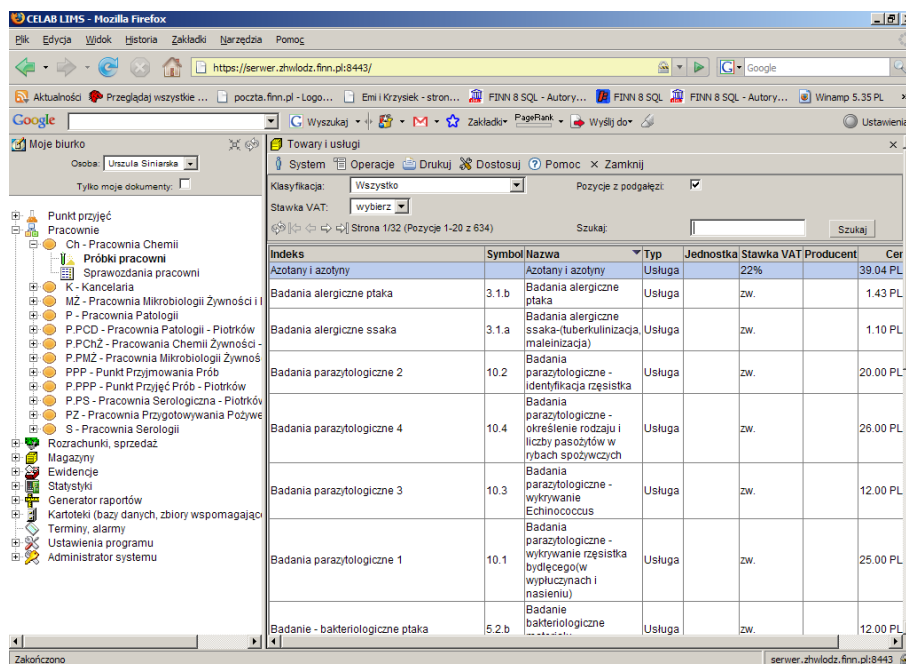 CELAB LIMS - Mozilla Firefox
Plik Edycja Widok Historia Zakładki Narzędzia Pomoc
https://serwer.zhwlodz.finn.pl:8443/
Google
Aktualności Przeglądaj wszystkie ... poczta.finn.pl - Logo... Emi i Krzysiek - stron... FINN 8 SQL - Autory... FINN 8 SQL FINN 8 SQL - Autory... Winamp 5.35 PL
Google Wyszukaj Zakładki PageRank Wyślij do Ustawienia
Moje biurko
Osoba: Urszula Siniarska
Tylko moje dokumenty:
Punkt przyjęć
Pracownie
Ch - Pracownia Chemii
Próbki pracowni
Sprawozdania pracowni
K - Kancelaria
MŻ - Pracownia Mikrobiologii Żywności i
P - Pracownia Patologii
P.PCD - Pracownia Patologii - Piotrków
P.PChŻ - Pracowania Chemii Żywności -
P.PMŻ - Pracownia Mikrobiologii Żywnoś
PPP - Punkt Przyjmowania Prób
P.PPP - Punkt Przyjęć Prób - Piotrków
P.PS - Pracownia Serologiczna - Piotrków
PZ - Pracownia Przygotowywania Pożywe
S - Pracownia Serologii
Rozrachunki, sprzedaż
Magazyny
Ewidencje
Statystyki
Generator raportów
Kartoteki (bazy danych, zbiory wspomagające
Terminy, alarmy
Ustawienia programu
Administrator systemu
Towary i usługi
System Operacje Drukuj Dostosuj Pomoc Zamknij
Klasyfikacja: Wszystko Pozycje z podgałęzi:
Stawka VAT: wybierz
Strona 1/32 (Pozycje 1-20 z 634) Szukaj: Szukaj
Indeks Symbol Nazwa Typ Jednostka Stawka VAT Producent Cer
Azotany i azotyny Azotany i azotyny Usługa 22% 39.04 PL
Badania alergiczne ptaka 3.1.b Badania alergiczne ptaka Usługa zw. 1.43 PL
Badania alergiczne ssaka 3.1.a Badania alergiczne ssaka-(tuberkulinizacja, maleinizacja) Usługa zw. 1.10 PL
Badania parazytologiczne 2 10.2 Badania parazytologiczne - identyfikacja rzęsistka Usługa zw. 20.00 PL
Badania parazytologiczne 4 10.4 Badania parazytologiczne - określenie rodzaju i liczby pasożytów w rybach spożywczych Usługa zw. 26.00 PL
Badania parazytologiczne 3 10.3 Badania parazytologiczne - wykrywanie Echinococcus Usługa zw. 12.00 PL
Badania parazytologiczne 1 10.1 Badania parazytologiczne - wykrywanie rzęsistka bydlęcego(w wypłuczynach i nasieniu) Usługa zw. 25.00 PL
Badanie - bakteriologiczne ptaka 5.2.b Badanie bakteriologiczne Usługa zw. 12.00 PL
Zakończono serwer.zhwlodz.finn.pl:8443